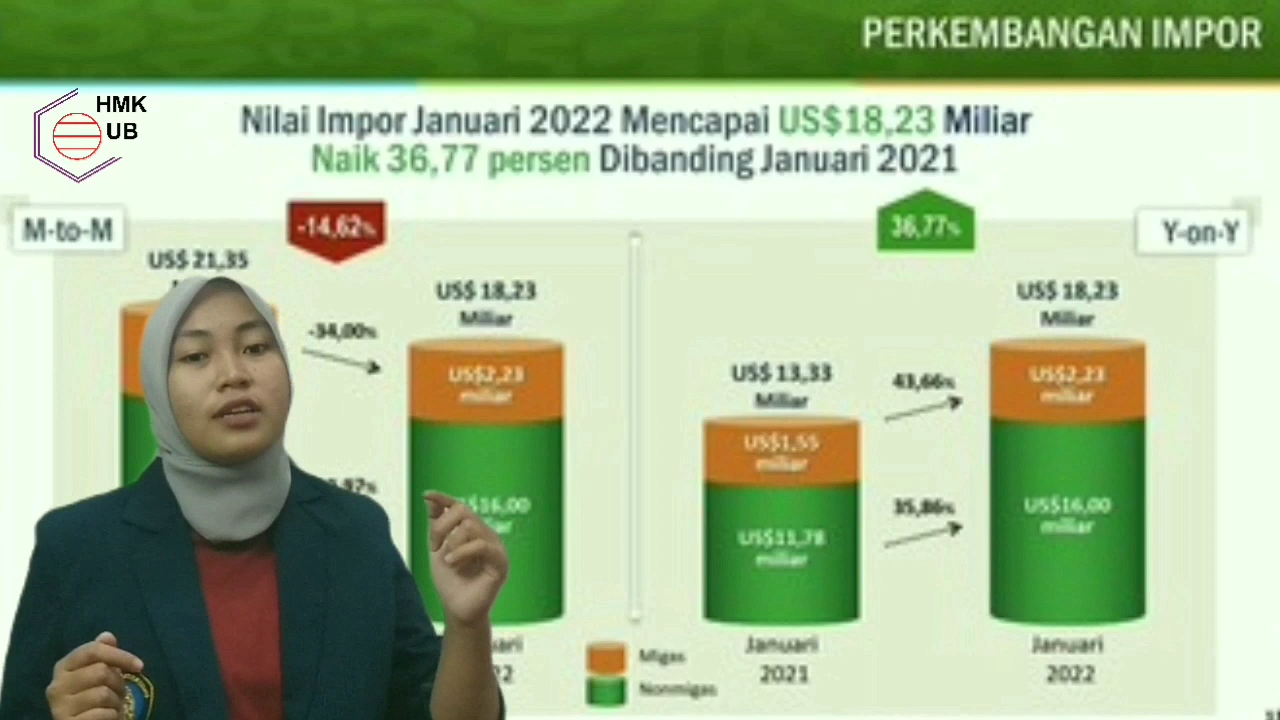 PERKEMBANGAN IMPOR
HMK
UB
Nilai Impor Januari 2022 Mencapai US$18,23 Miliar
Naik 36,77 persen Dibanding Januari 2021
M-to-M
-14,62%
36,77%
Y-on-Y
US$ 21,35
US$ 18,23
Miliar
-34,00%
US$2,23
miliar
US$16,00
US$ 13,33
Miliar
US$1,55
miliar
US$11,78
miliar
43,66%
35,86%
US$ 18,23
Miliar
US$2,23
miliar
US$16,00
miliar
Januari
2021
Januari
2022
Migas
Nonmigas